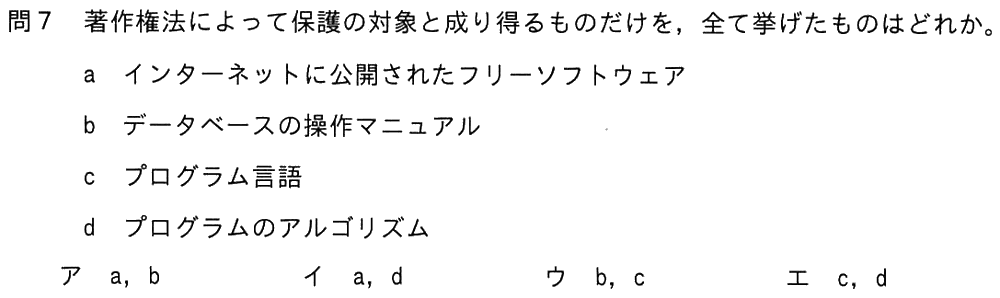 問7　著作権法によって保護の対象と成り得るものだけを，全て挙げたものはどれか。
a　インターネットに公開されたフリーソフトウェア
b　データベースの操作マニュアル
c　プログラム言語
d　プログラムのアルゴリズム
ア　a，b　イ　a，d　ウ　b，c　エ　c，d